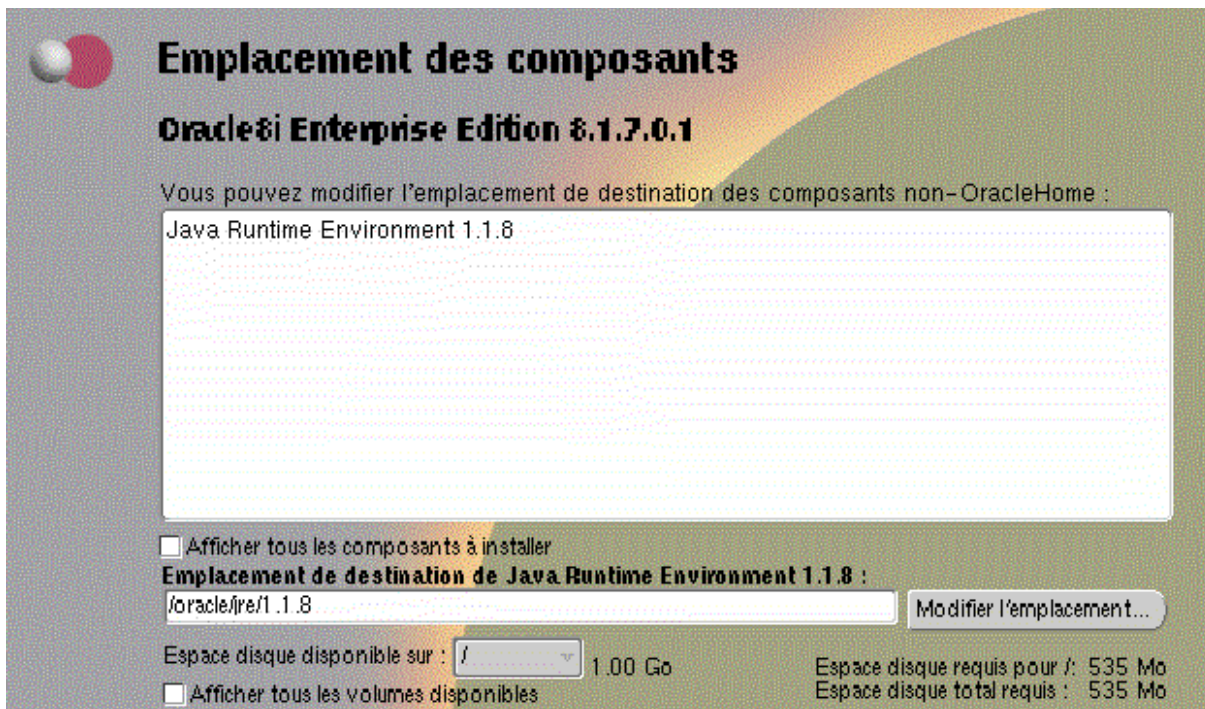 Emplacement des composants
Oracle8i Enterprise Edition 8.1.7.0.1
Vous pouvez modifier l'emplacement de destination des composants non-OracleHome :
Java Runtime Environment 1.1.8
Afficher tous les composants à installer
Emplacement de destination de Java Runtime Environment 1.1.8 :
/oracle/jre/1.1.8 Modifier l'emplacement...
Espace disque disponible sur : / 1.00 Go Espace disque requis pour /: 535 Mo
Afficher tous les volumes disponibles Espace disque total requis : 535 Mo